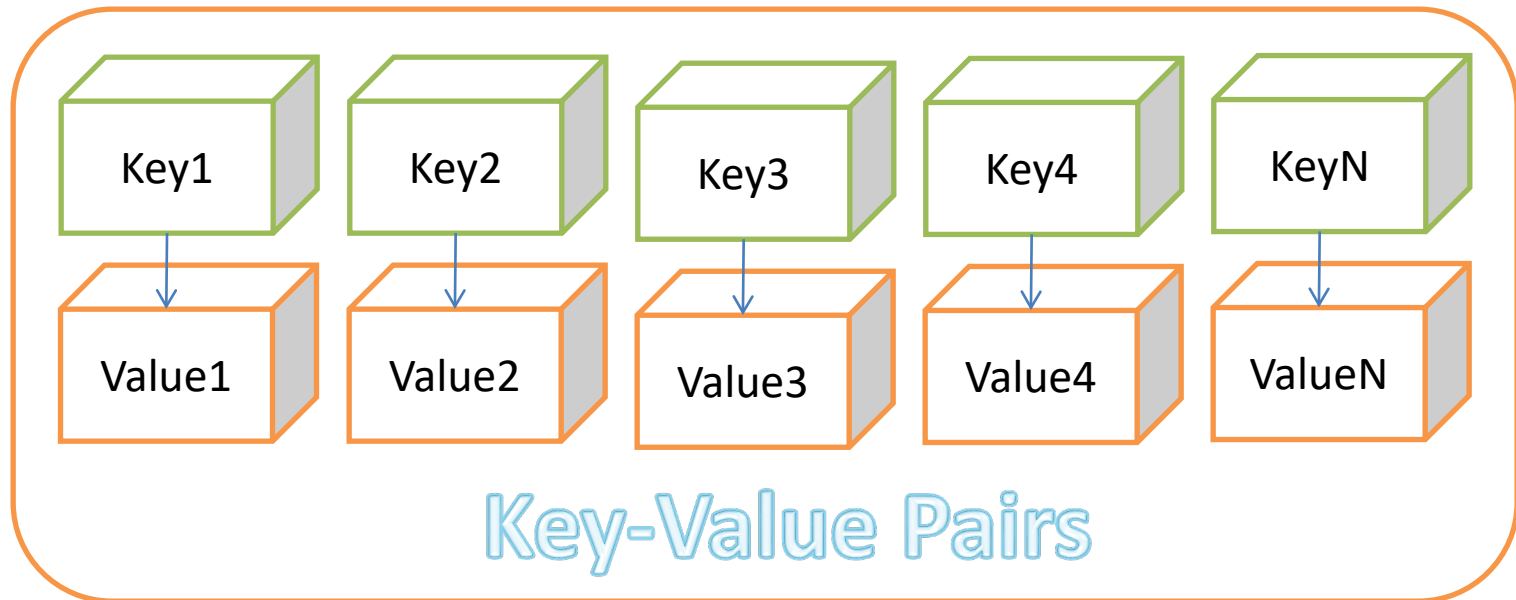 Key1 Key2 Key3 Key4 KeyN
Value1 Value2 Value3 Value4 ValueN
Key-Value Pairs